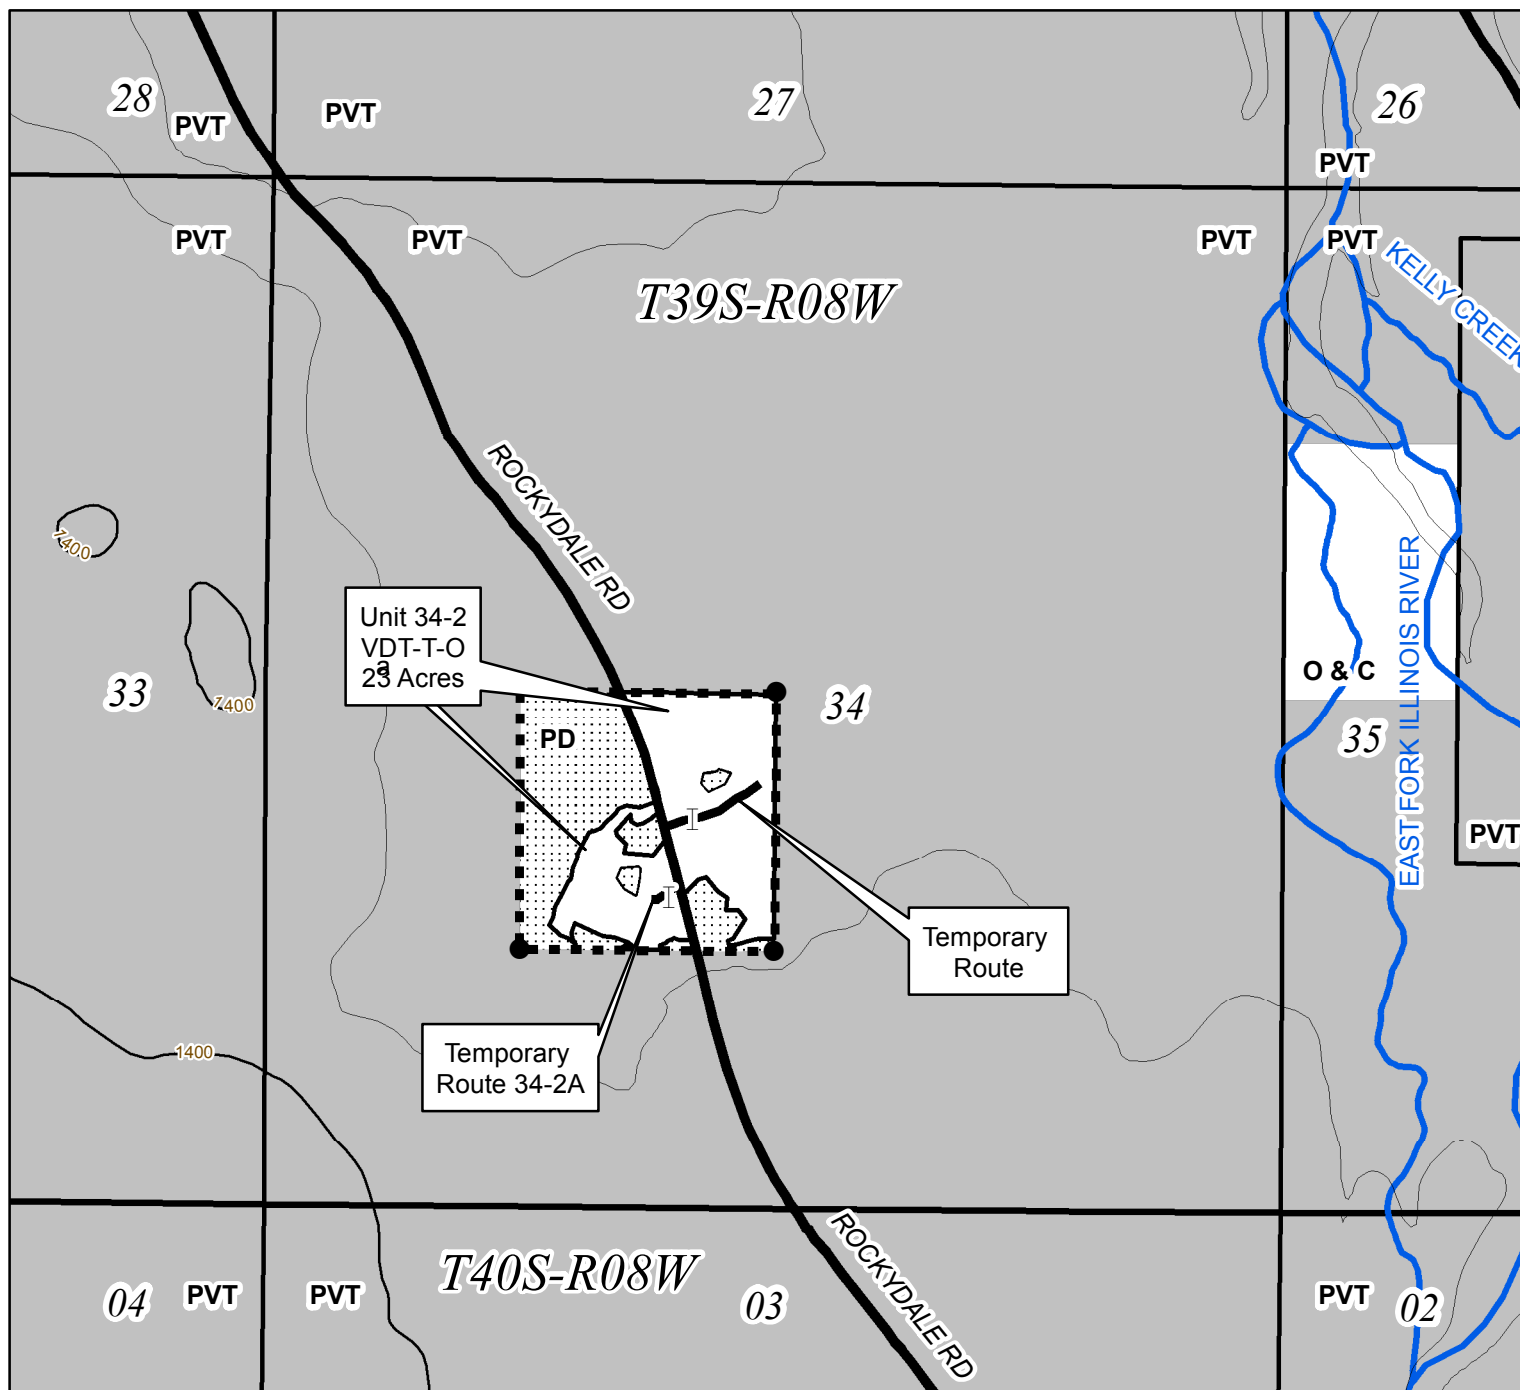 28
PVT
PVT
27
26
PVT
PVT
PVT
PVT
PVT
KELLY CREEK
T39S-R08W
ROCKYDALE RD
1400
Unit 34-2
VDT-T-O
a
23 Acres
33
1400
PD
34
O & C
EAST FORK ILLINOIS RIVER
35
PVT
Temporary
Route
1400
Temporary
Route 34-2A
T40S-R08W
ROCKYDALE RD
04
PVT
PVT
03
PVT
02